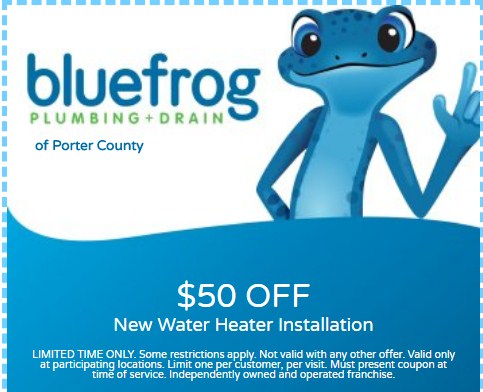 bluefrog
PLUMBING + DRAIN
of Porter County
$50 OFF
New Water Heater Installation
LIMITED TIME ONLY. Some restrictions apply. Not valid with any other offer. Valid only
at participating locations. Limit one per customer, per visit. Must present coupon at
time of service. Independently owned and operated franchise.